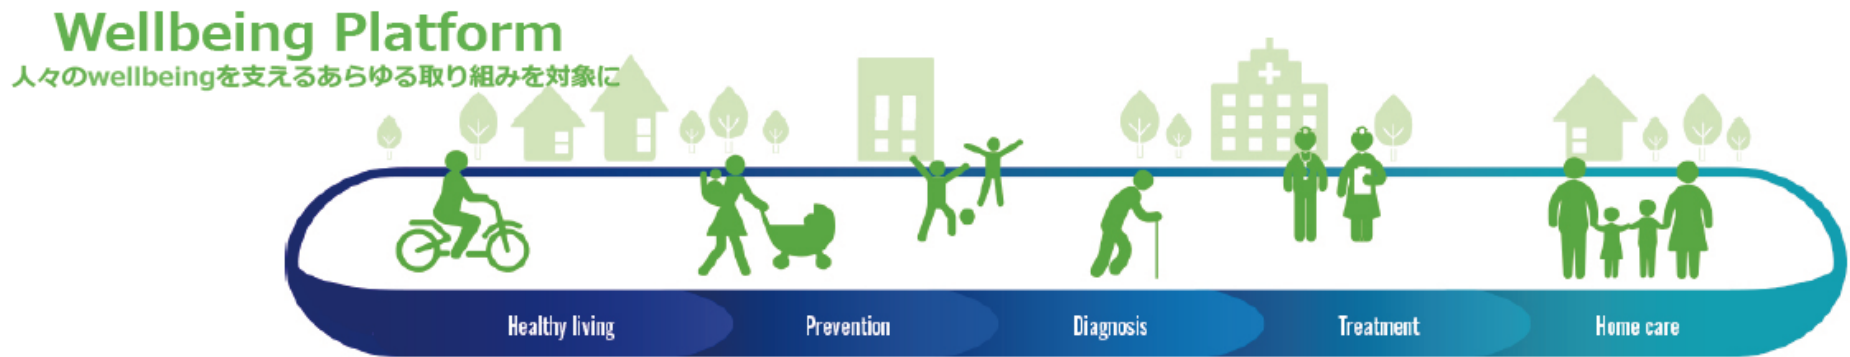 Wellbeing Platform
人々のwellbeingを支えるあらゆる取り組みを対象に
Healthy living
Prevention
Diagnosis
Treatment
Home care